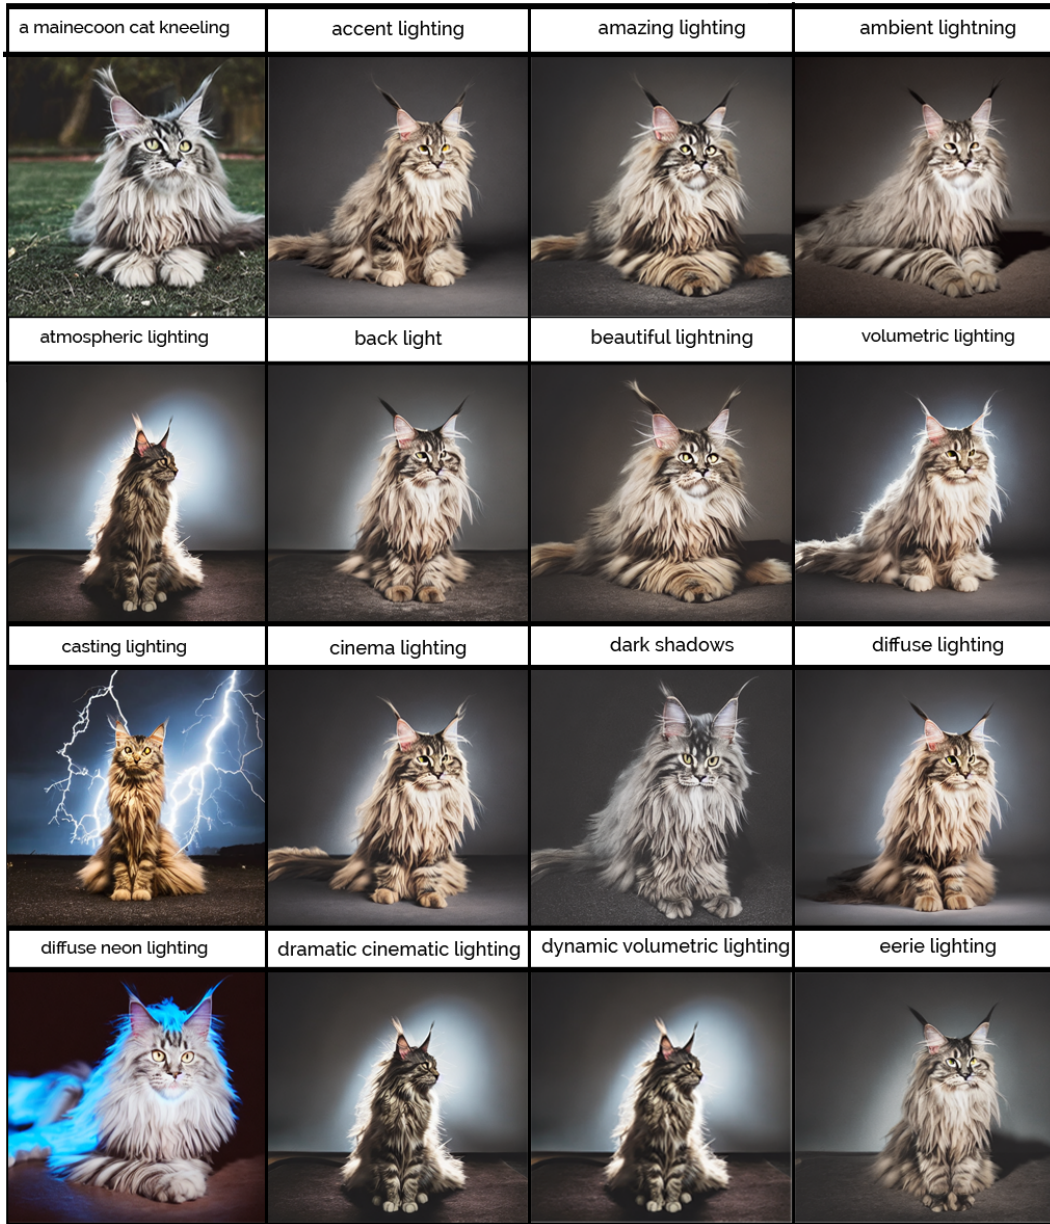 a mainecoon cat kneeling
accent lighting
amazing lighting
ambient lightning
atmospheric lighting
back light
beautiful lightning
volumetric lighting
casting lighting
cinema lighting
dark shadows
diffuse lighting
diffuse neon lighting
dramatic cinematic lighting
dynamic volumetric lighting
eerie lighting